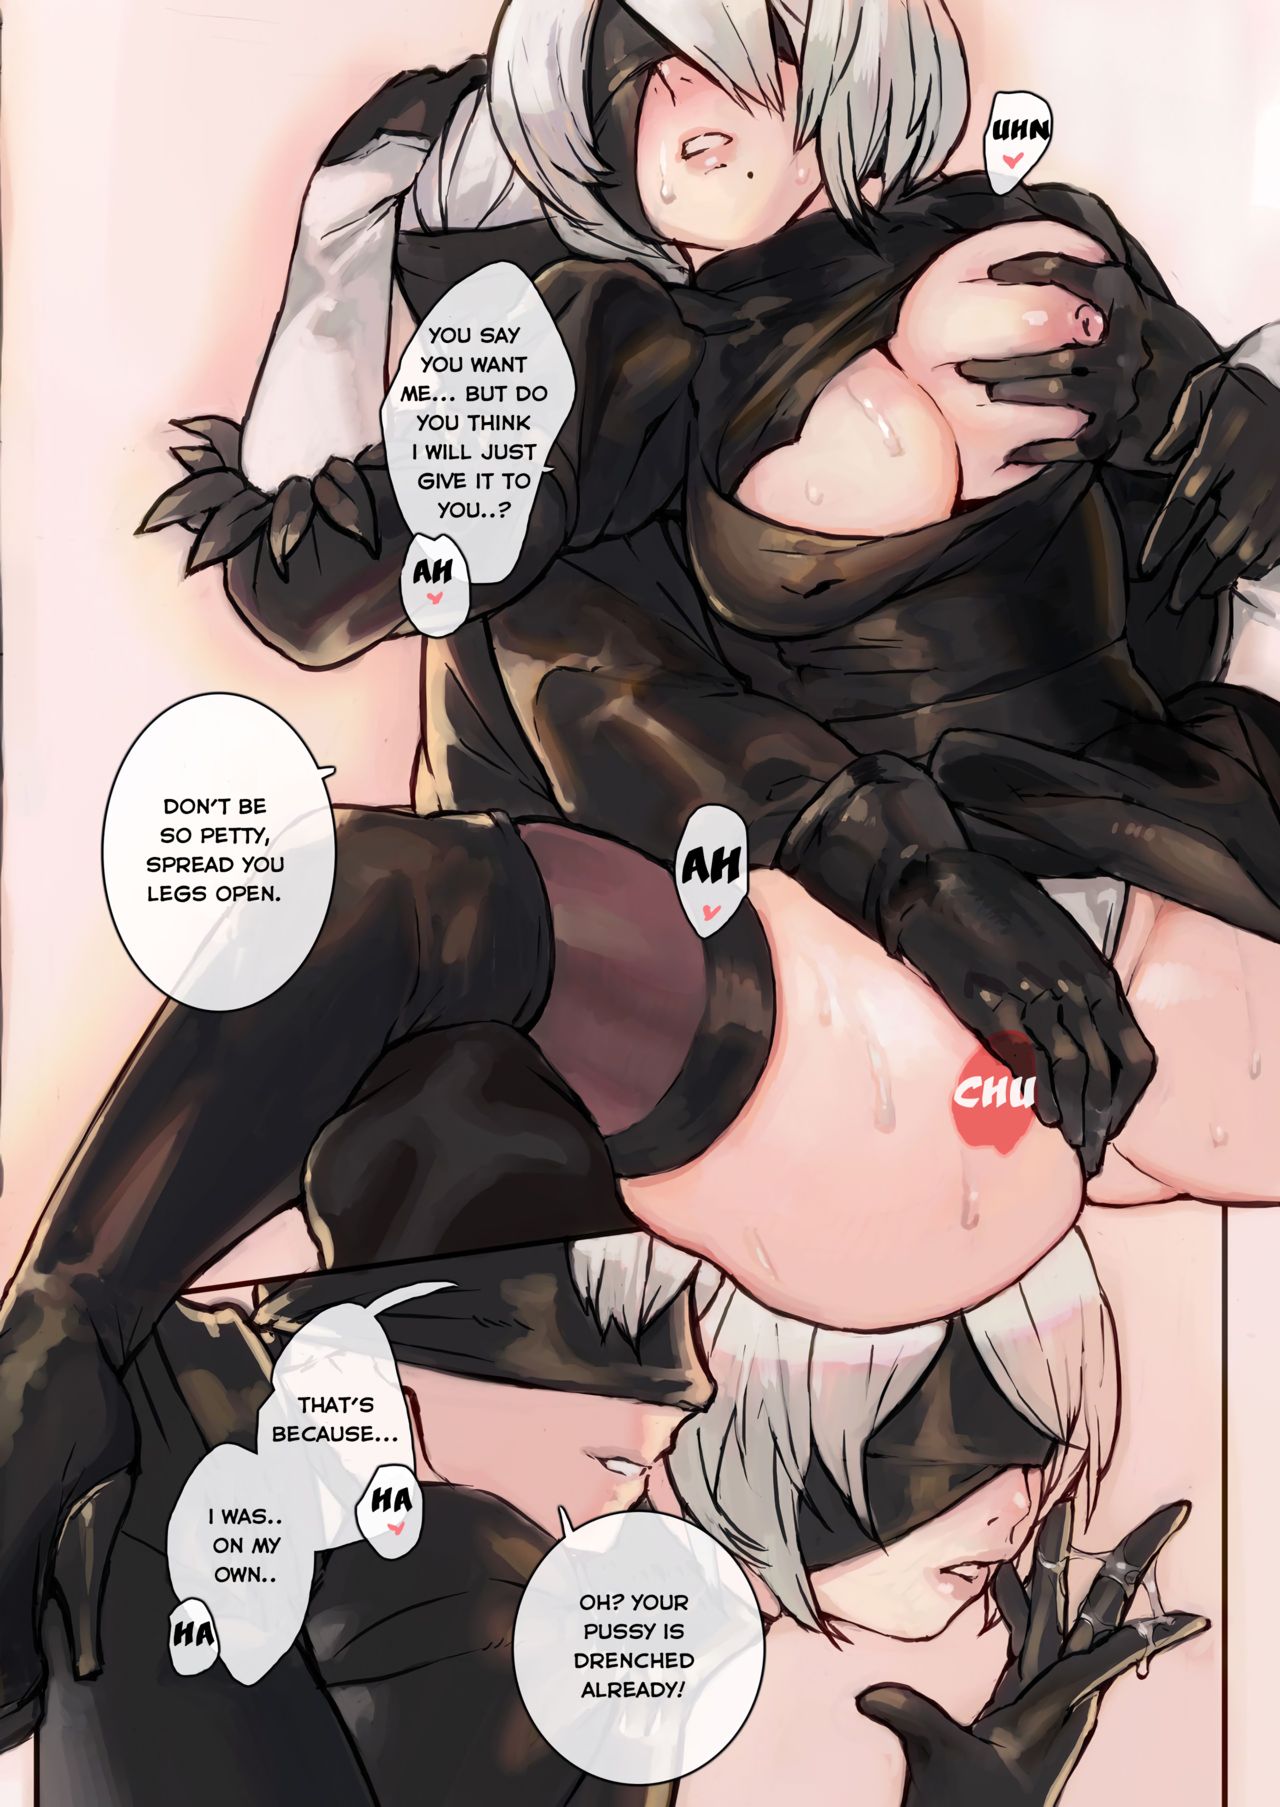 UHN
YOU SAY
YOU WANT
ME... BUT DO
YOU THINK
I WILL JUST
GIVE IT TO
YOU..?
AH
DON'T BE
SO PETTY,
SPREAD YOU
LEGS OPEN.
AH
CHU
THAT'S
BECAUSE...
HA
I WAS..
ON MY
OWN..
HA
OH? YOUR
PUSSY IS
DRENCHED
ALREADY!